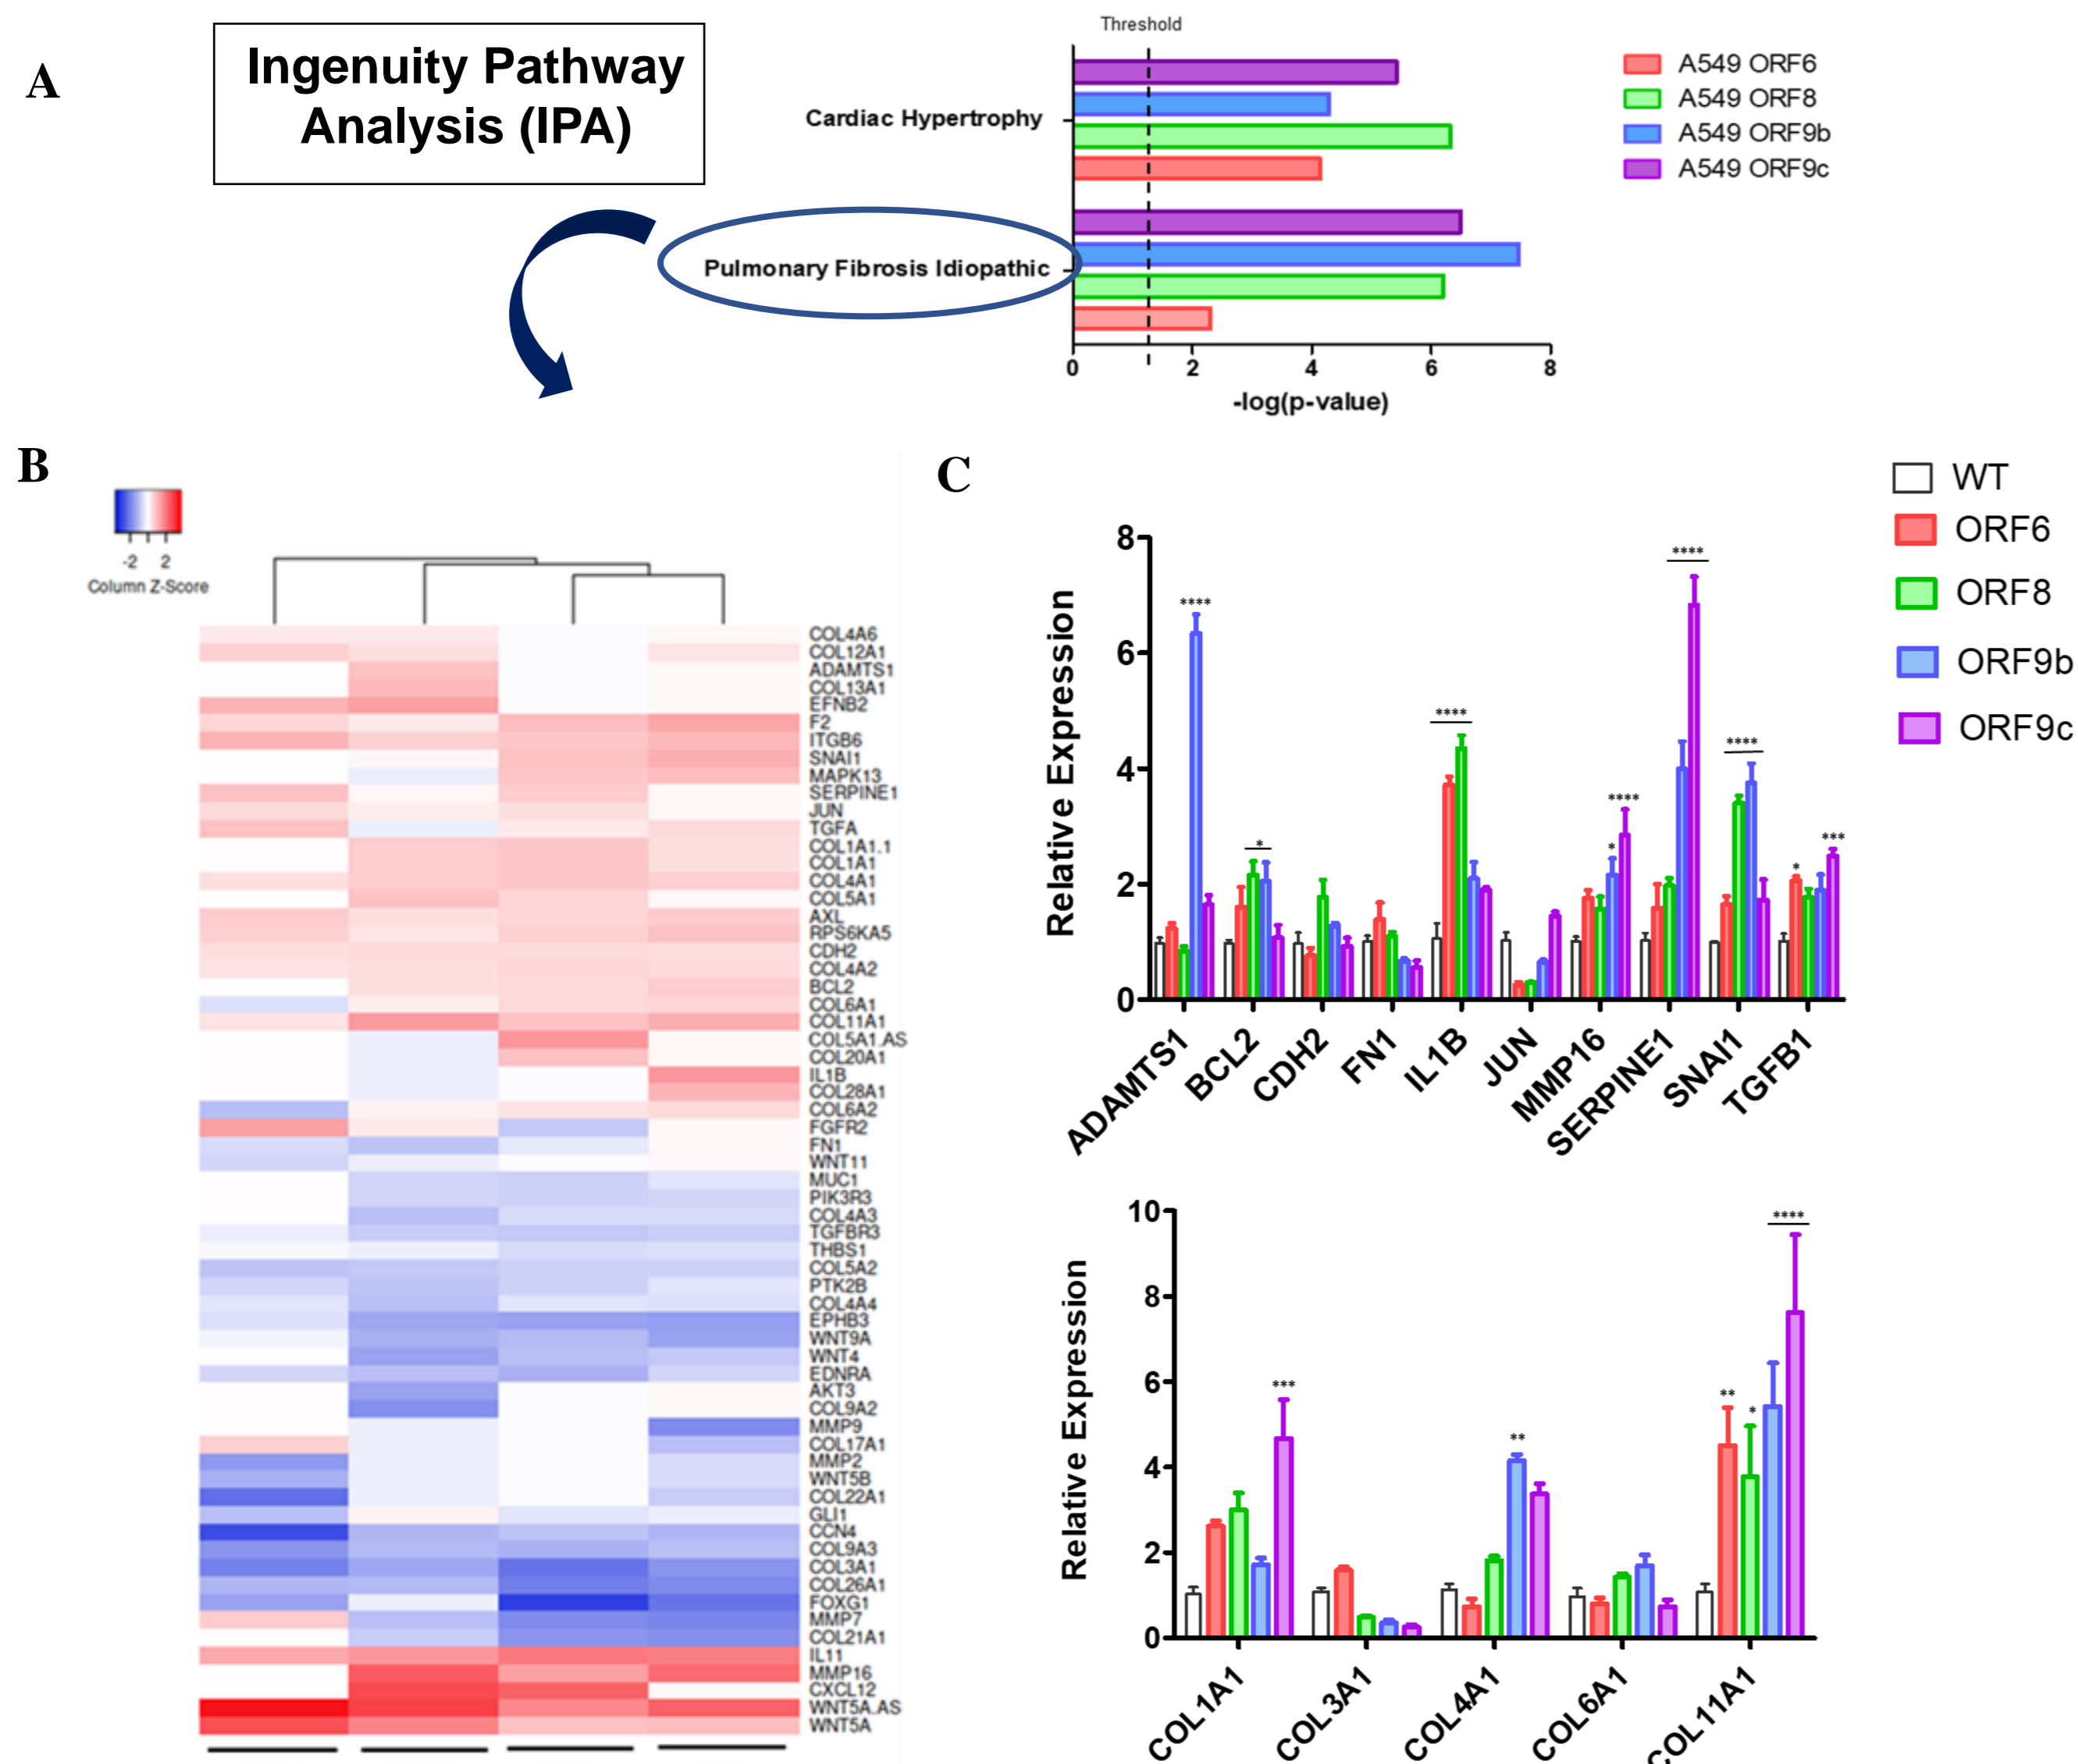 A
Ingenuity Pathway
Analysis (IPA)
Threshold
Cardiac Hypertrophy
Pulmonary Fibrosis Idiopathic
0 2 4 6 8
-log(p-value)
A549 ORF6
A549 ORF8
A549 ORF9b
A549 ORF9c
B
-2 2
Column Z-Score
COL4A6
COL12A1
ADAMTS1
COL13A1
EFNB2
F2
ITGB6
SNAI1
MAPK13
SERPINE1
JUN
TGFA
COL1A1.1
COL1A1
COL4A1
COL5A1
AXL
RPS6KA5
CDH2
COL4A2
BCL2
COL6A1
COL11A1
COL5A1.AS
COL20A1
IL1B
COL28A1
COL6A2
FGFR2
FN1
WNT11
MUC1
PIK3R3
COL4A3
TGFBR3
THBS1
COL5A2
PTK2B
COL4A4
EPHB3
WNT9A
WNT4
EDNRA
AKT3
COL9A2
MMP9
COL17A1
MMP2
WNT5B
COL22A1
GLI1
CCN4
COL9A3
COL3A1
COL26A1
FOXG1
MMP7
COL21A1
IL11
MMP16
CXCL12
WNT5A.AS
WNT5A
C
WT
ORF6
ORF8
ORF9b
ORF9c
Relative Expression
8
6
4
2
0
****
*
****
*
****
****
****
*
***
ADAMTS1
BCL2
CDH2
FN1
IL1B
JUN
MMP16
SERPINE1
SNAI1
TGFB1
Relative Expression
10
8
6
4
2
0
***
**
**
*
****
COL1A1
COL3A1
COL4A1
COL6A1
COL11A1